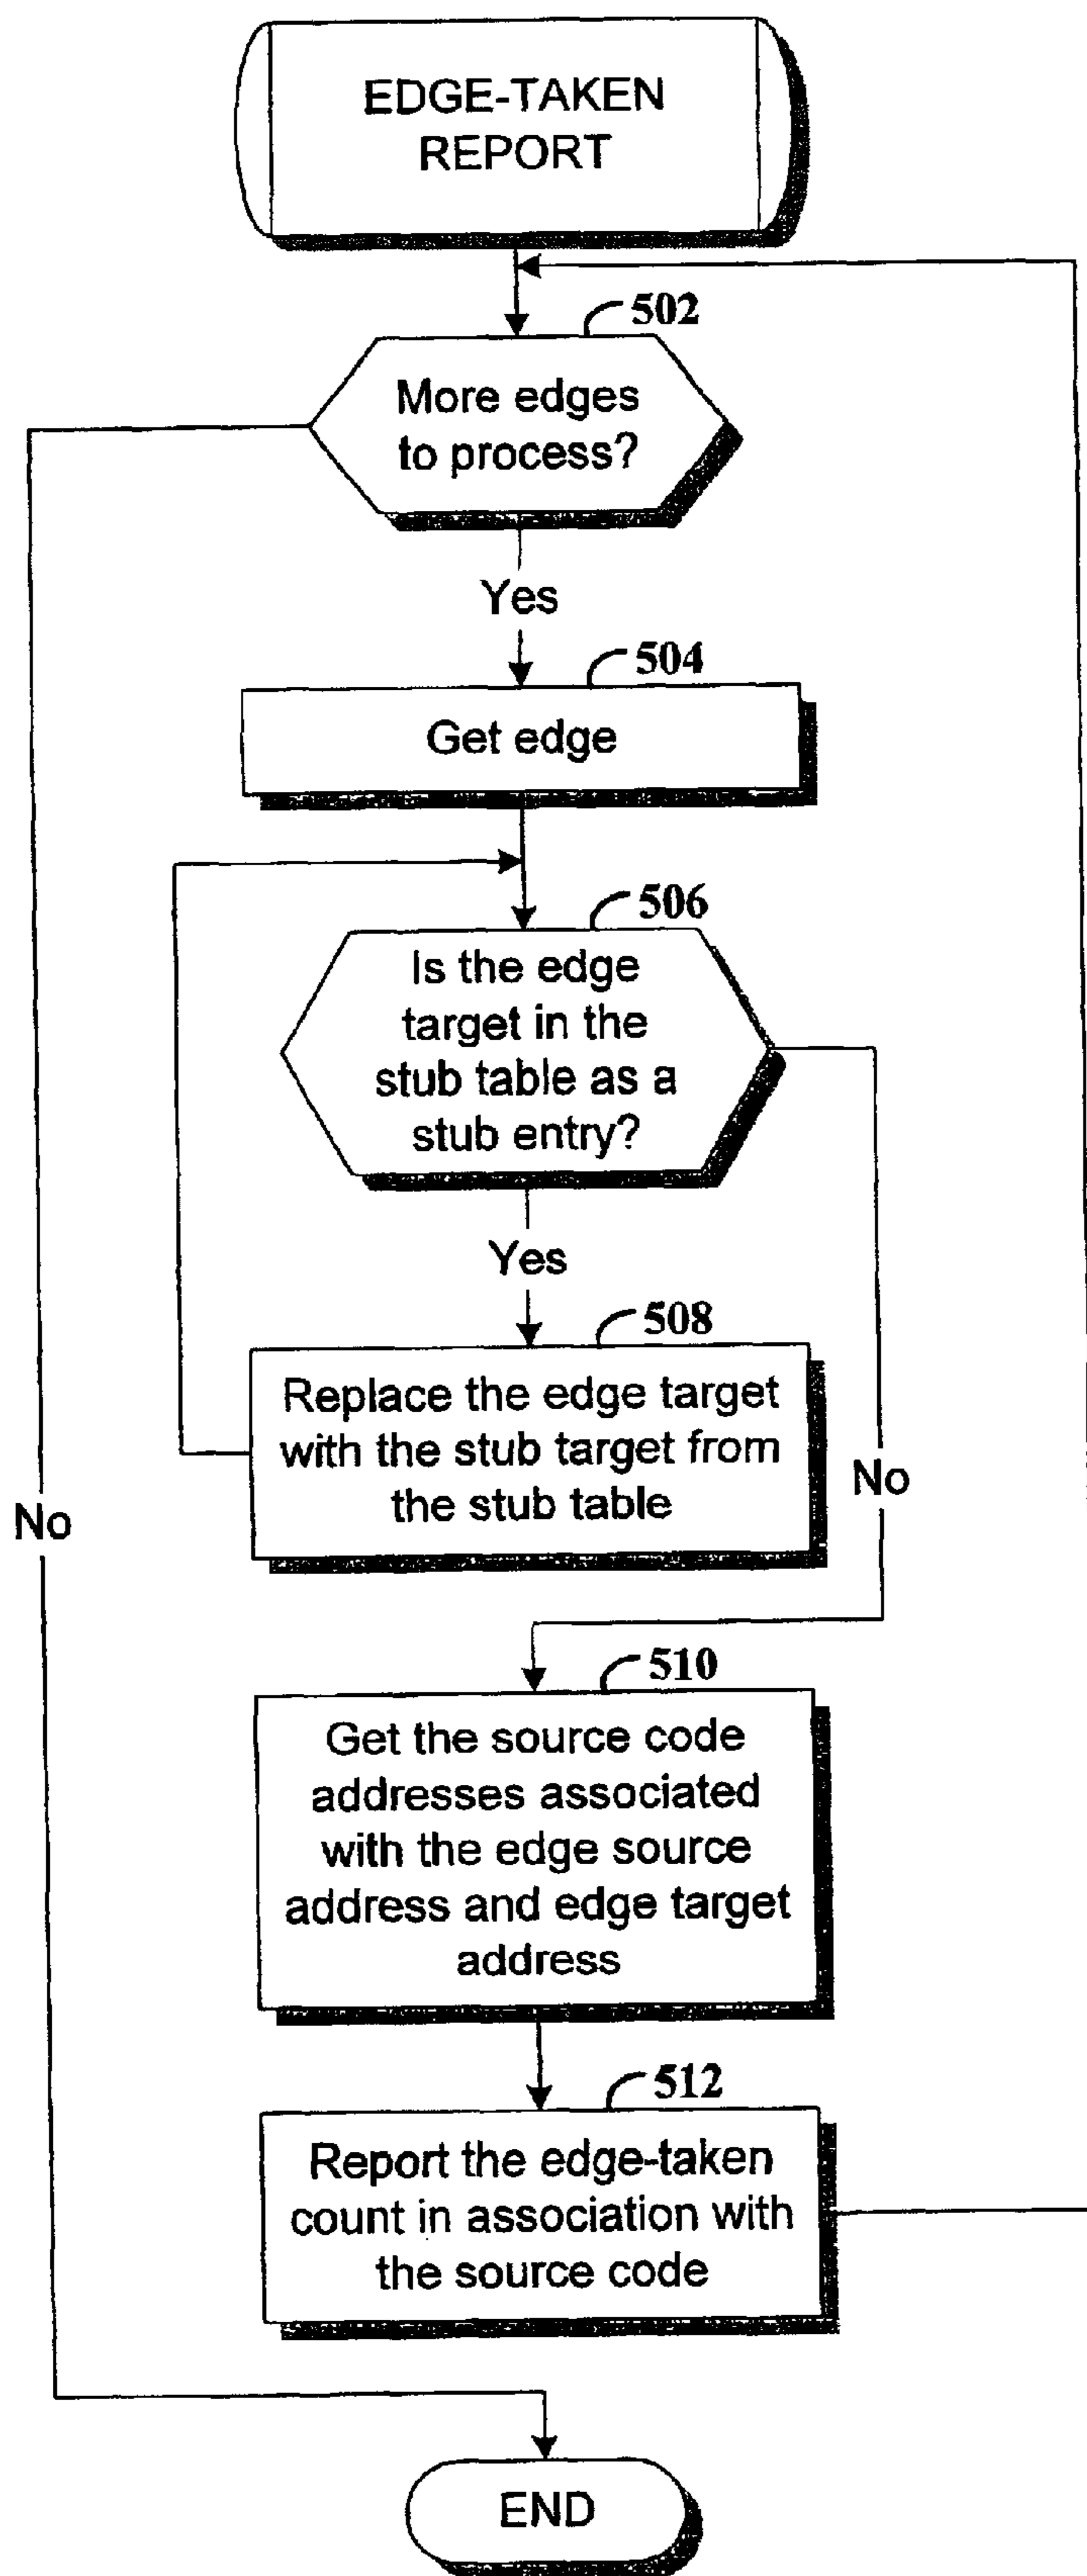 EDGE-TAKEN
REPORT
502
More edges
to process?
Yes
504
Get edge
506
Is the edge
target in the
stub table as a
stub entry?
Yes
508
Replace the edge target
with the stub target from
the stub table
No
No
510
Get the source code
addresses associated
with the edge source
address and edge target
address
512
Report the edge-taken
count in association with
the source code
END